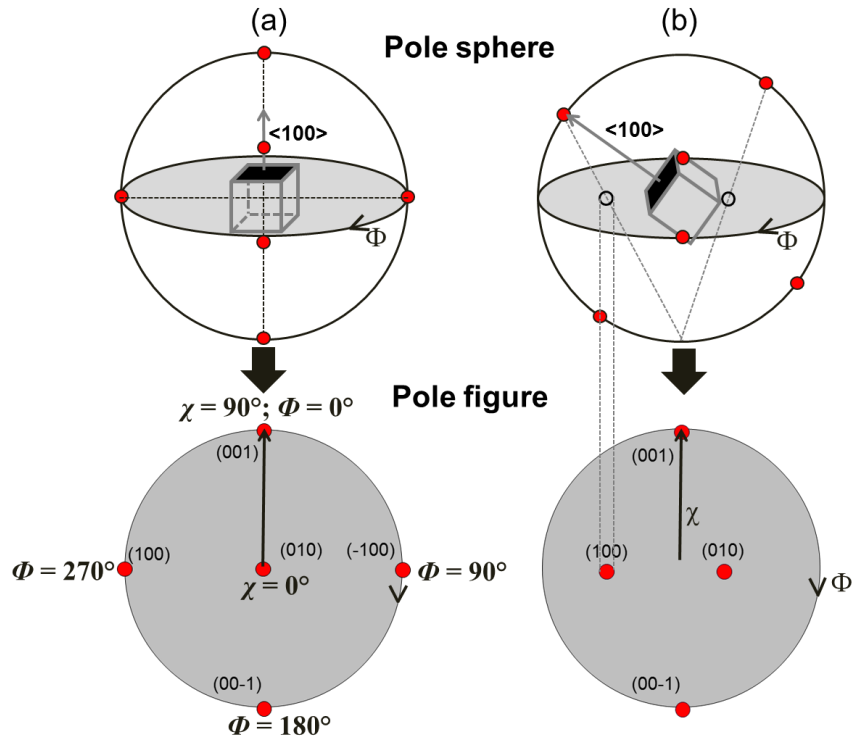 (a)
(b)
Pole sphere
<100>
<100>
Φ
Φ
Pole figure
χ = 90°; Φ = 0°
(001)
(001)
χ
(100)
(010)
(-100)
(100)
(010)
Φ = 270°
χ = 0°
Φ = 90°
Φ
(00-1)
(00-1)
Φ = 180°